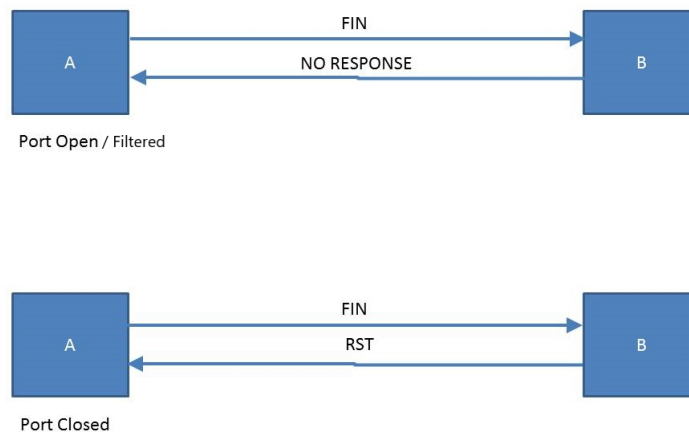 FIN
A
B
NO RESPONSE
Port Open / Filtered
FIN
A
B
RST
Port Closed